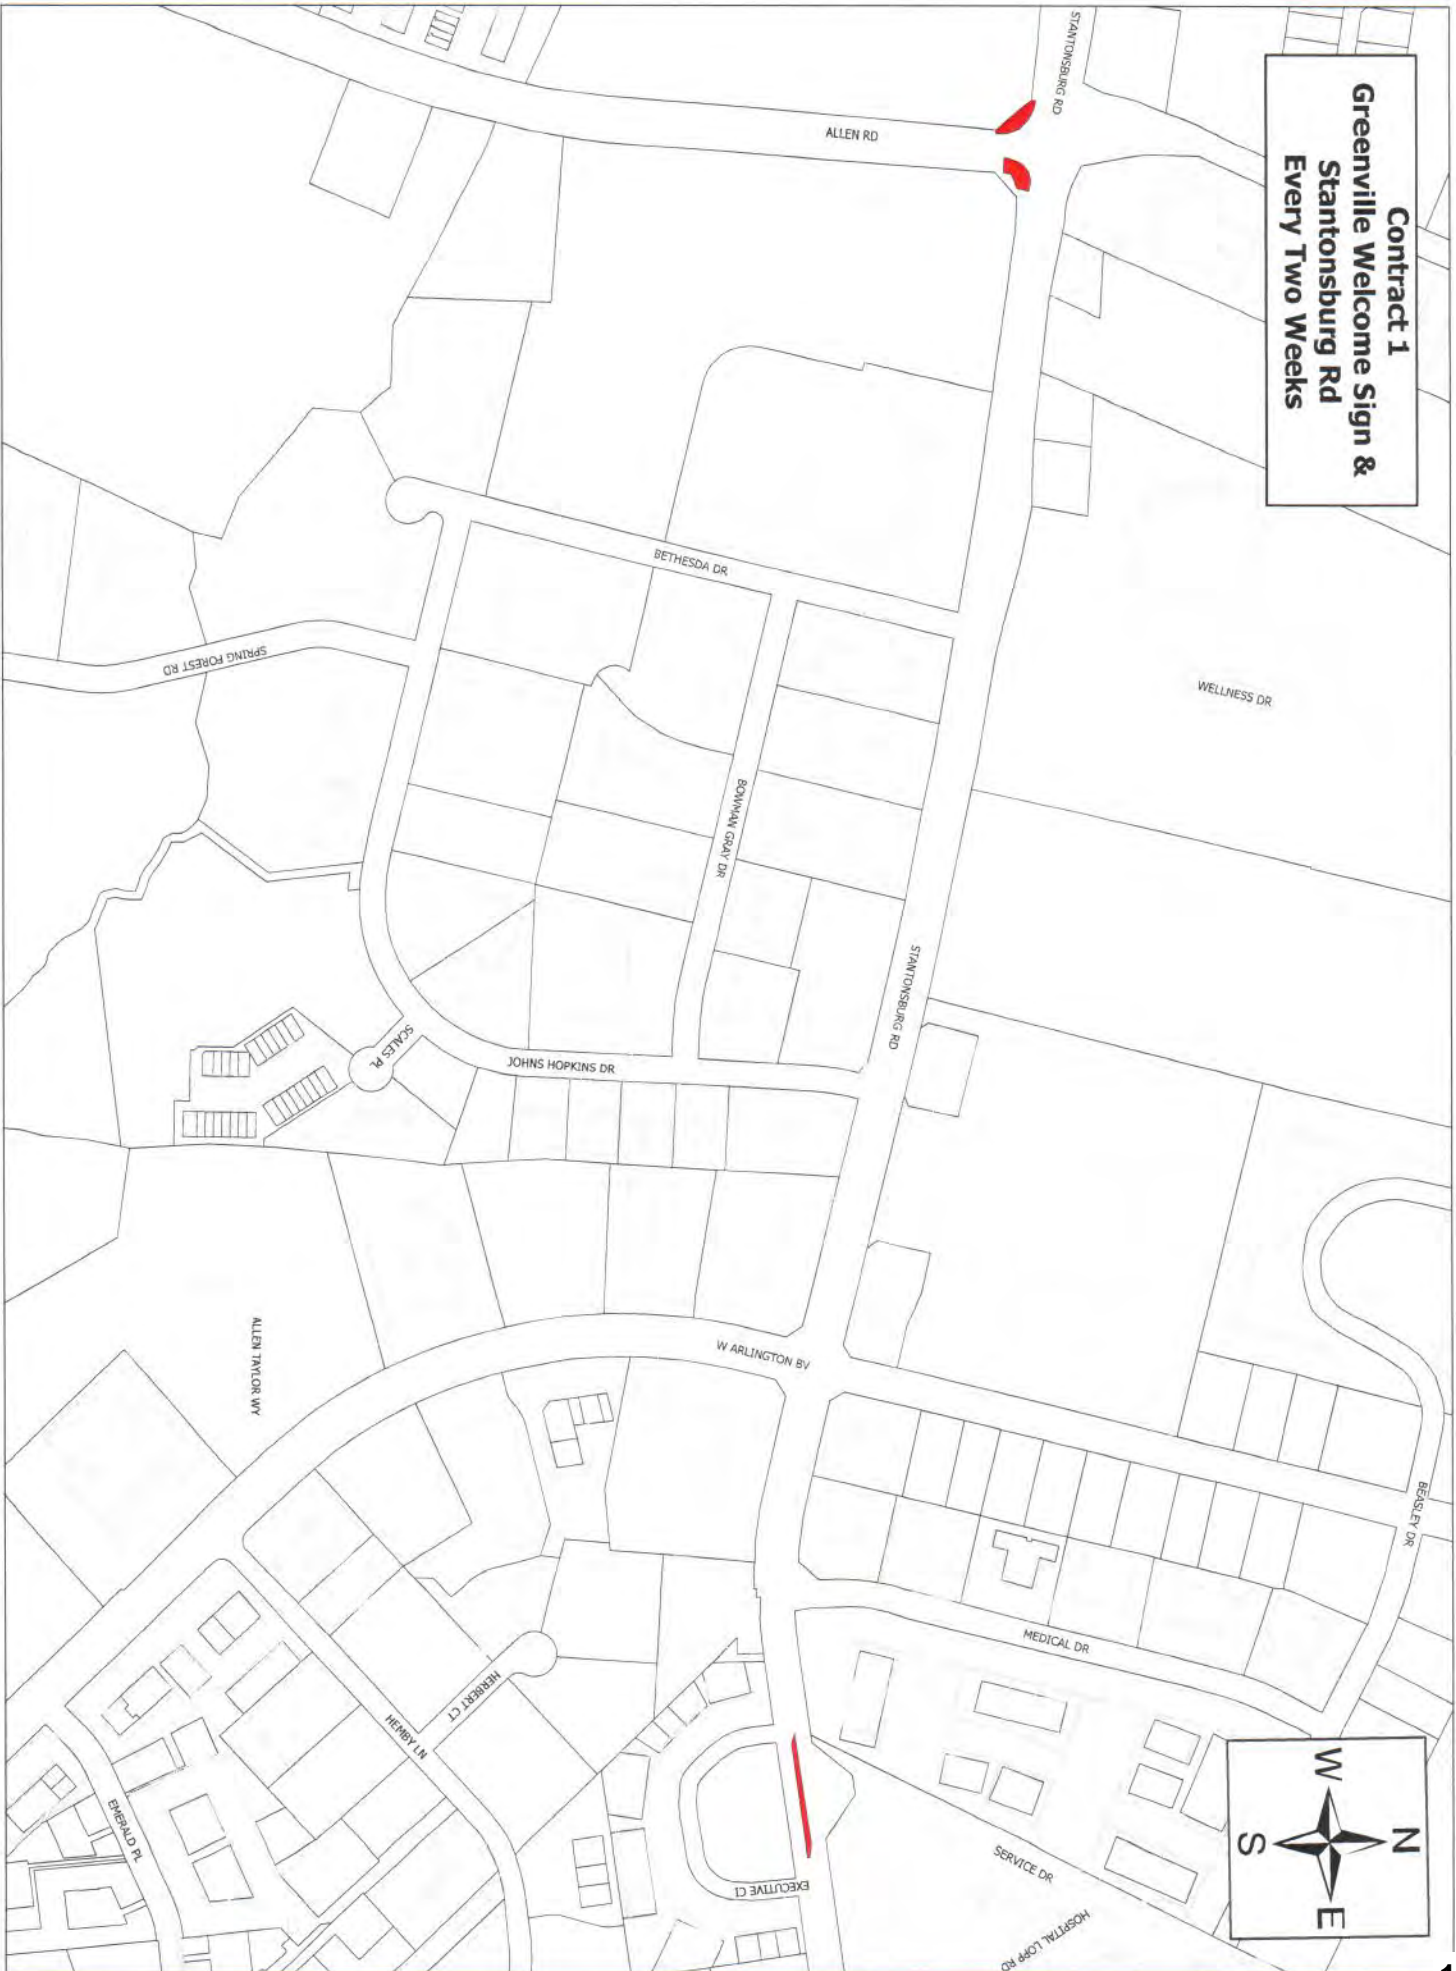 Contract 1
Greenville Welcome Sign &
Stantonsburg Rd
Every Two Weeks
STANTONSBURG RD
ALLEN RD
BETHESDA DR
WELLNESS DR
SPRING FOREST RD
BOWMAN GRAY DR
STANTONSBURG RD
SCALES PL
JOHNS HOPKINS DR
W ARLINGTON BV
ALLEN TAYLOR WY
BEASLEY DR
MEDICAL DR
HERBERT CT
HEMBY LN
EMERALD PL
EXECUTIVE CI
SERVICE DR
HOSPITAL LOPP RD
N
W
E
S